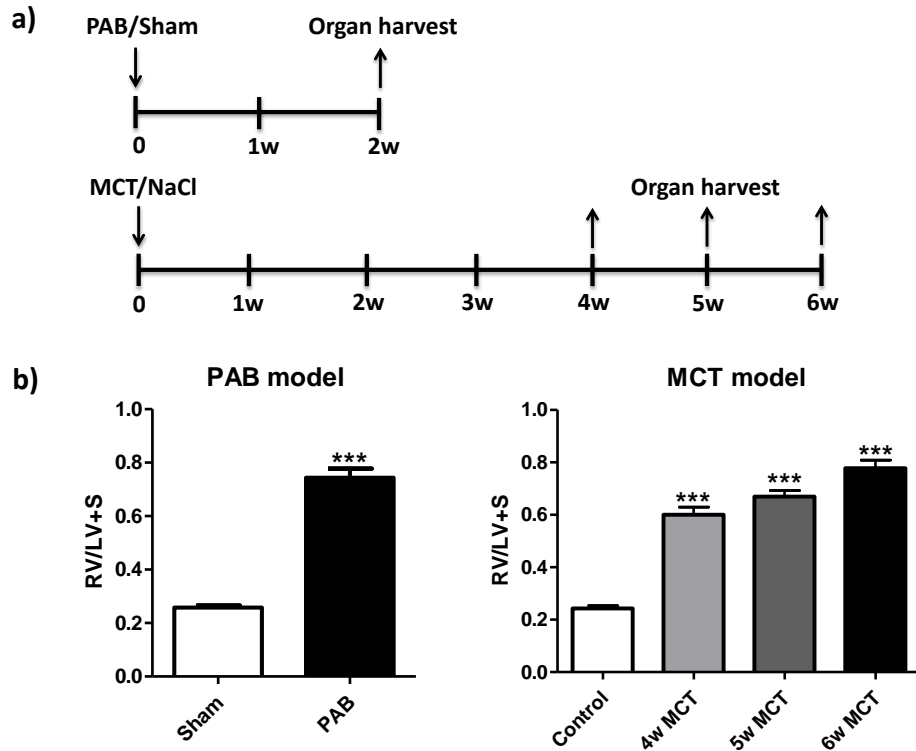 a)
PAB/Sham Organ harvest
0 1w 2w
MCT/NaCl Organ harvest
0 1w 2w 3w 4w 5w 6w
b)
PAB model
RV/LV+S
1.0
0.8
0.6
0.4
0.2
0.0
***
Sham PAB
MCT model
RV/LV+S
1.0
0.8
0.6
0.4
0.2
0.0
*** *** ***
Control 4w MCT 5w MCT 6w MCT